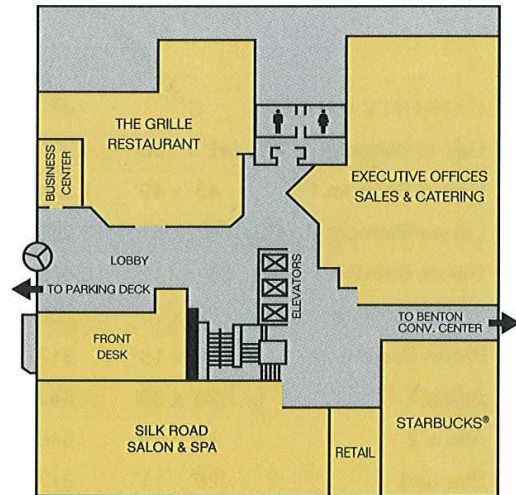 THE GRILLE
RESTAURANT
BUSINESS
CENTER
EXECUTIVE OFFICES
SALES & CATERING
LOBBY
TO PARKING DECK
ELEVATORS
TO BENTON
CONV. CENTER
FRONT
DESK
SILK ROAD
SALON & SPA
RETAIL
STARBUCKS®